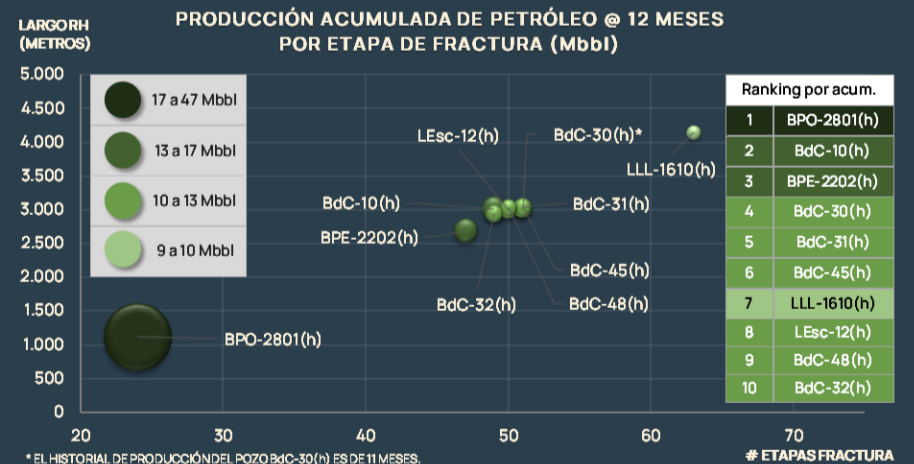 PRODUCCIÓN ACUMULADA DE PETRÓLEO @ 12 MESES
POR ETAPA DE FRACTURA (Mbbl)
LARGO RH
(METROS)
5.000
4.500
4.000
3.500
3.000
2.500
2.000
1.500
1.000
500
0
17 a 47 Mbbl
13 a 17 Mbbl
10 a 13 Mbbl
9 a 10 Mbbl
LEsc-12(h)
BdC-30(h)*
LLL-1610(h)
BdC-10(h)
BdC-31(h)
BPE-2202(h)
BdC-45(h)
BdC-32(h)
BdC-48(h)
BPO-2801(h)
Ranking por acum.
1 BPO-2801(h)
2 BdC-10(h)
3 BPE-2202(h)
4 BdC-30(h)
5 BdC-31(h)
6 BdC-45(h)
7 LLL-1610(h)
8 LEsc-12(h)
9 BdC-48(h)
10 BdC-32(h)
20 30 40 50 60 70
* EL HISTORIAL DE PRODUCCIÓN DEL POZO BdC-30(h) ES DE 11 MESES.
# ETAPAS FRACTURA